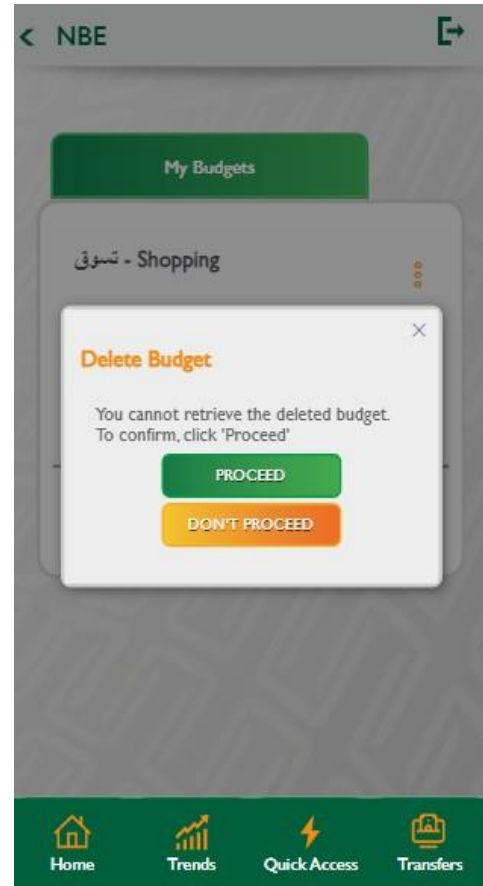 NBE
My Budgets
تسوق - Shopping
Delete Budget
You cannot retrieve the deleted budget.
To confirm, click 'Proceed'
PROCEED
DON'T PROCEED
Home Trends Quick Access Transfers